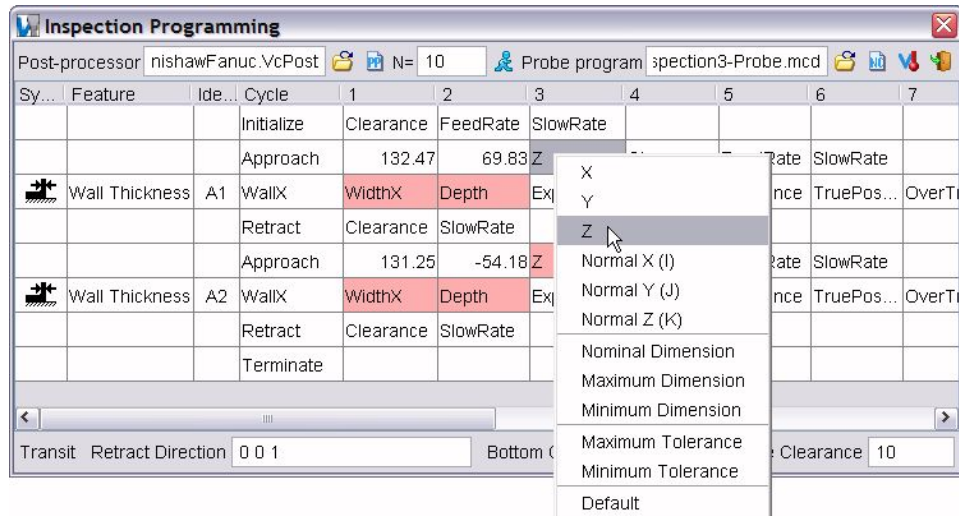 Inspection Programming
Post-processor nishawFanuc.VcPost PP N= 10 Probe program spection3-Probe.mcd NC
Sy... Feature Ide... Cycle 1 2 3 4 5 6 7
Initialize Clearance FeedRate SlowRate
Approach 132.47 69.83 Z Rate SlowRate
Wall Thickness A1 WallX WidthX Depth nce TruePos... OverTr
Retract Clearance SlowRate
Approach 131.25 -54.18 Z Rate SlowRate
Wall Thickness A2 WallX WidthX Depth nce TruePos... OverTr
Retract Clearance SlowRate
Terminate
Transit Retract Direction 0 0 1 Bottom Clearance 10
X
Y
Z
Normal X (I)
Normal Y (J)
Normal Z (K)
Nominal Dimension
Maximum Dimension
Minimum Dimension
Maximum Tolerance
Minimum Tolerance
Default